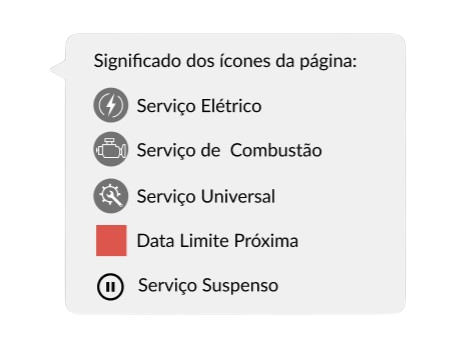 Significado dos ícones da página:
Serviço Elétrico
Serviço de Combustão
Serviço Universal
Data Limite Próxima
Serviço Suspenso